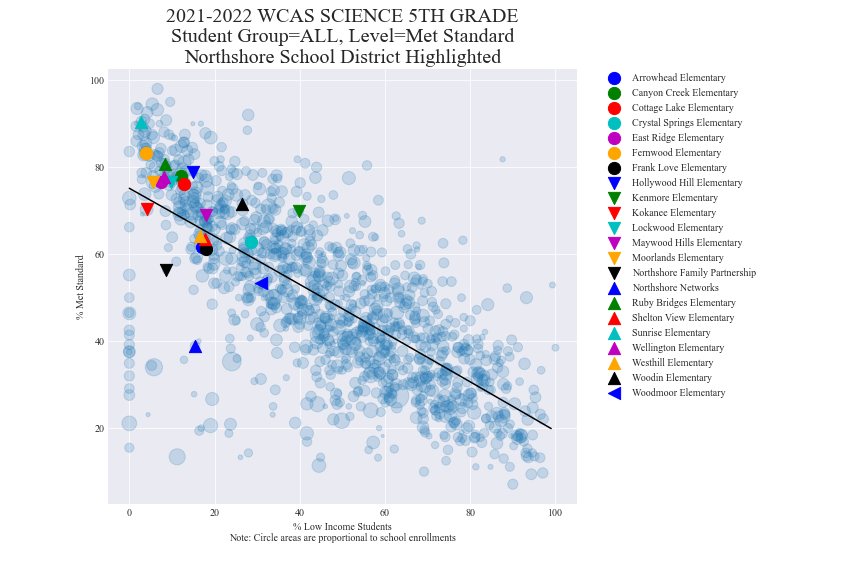 2021-2022 WCAS SCIENCE 5TH GRADE
Student Group=ALL, Level=Met Standard
Northshore School District Highlighted
100
80
60
40
20
% Met Standard
0
20
40
60
80
100
% Low Income Students
Note: Circle areas are proportional to school enrollments
Arrowhead Elementary
Canyon Creek Elementary
Cottage Lake Elementary
Crystal Springs Elementary
East Ridge Elementary
Fernwood Elementary
Frank Love Elementary
Hollywood Hill Elementary
Kenmore Elementary
Kokanee Elementary
Lockwood Elementary
Maywood Hills Elementary
Moorlands Elementary
Northshore Family Partnership
Northshore Networks
Ruby Bridges Elementary
Shelton View Elementary
Sunrise Elementary
Wellington Elementary
Westhill Elementary
Woodin Elementary
Woodmoor Elementary